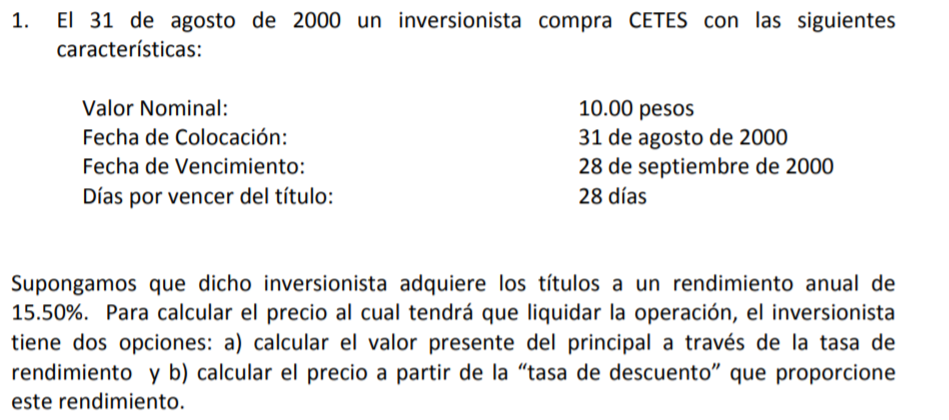 1. El 31 de agosto de 2000 un inversionista compra CETES con las siguientes
características:
Valor Nominal: 10.00 pesos
Fecha de Colocación: 31 de agosto de 2000
Fecha de Vencimiento: 28 de septiembre de 2000
Días por vencer del título: 28 días
Supongamos que dicho inversionista adquiere los títulos a un rendimiento anual de
15.50%. Para calcular el precio al cual tendrá que liquidar la operación, el inversionista
tiene dos opciones: a) calcular el valor presente del principal a través de la tasa de
rendimiento y b) calcular el precio a partir de la “tasa de descuento” que proporcione
este rendimiento.